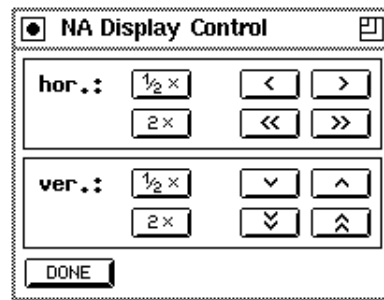 NA Display Control
hor.: ½ × < >
2 × << >>
ver.: ½ ×
2 ×
DONE